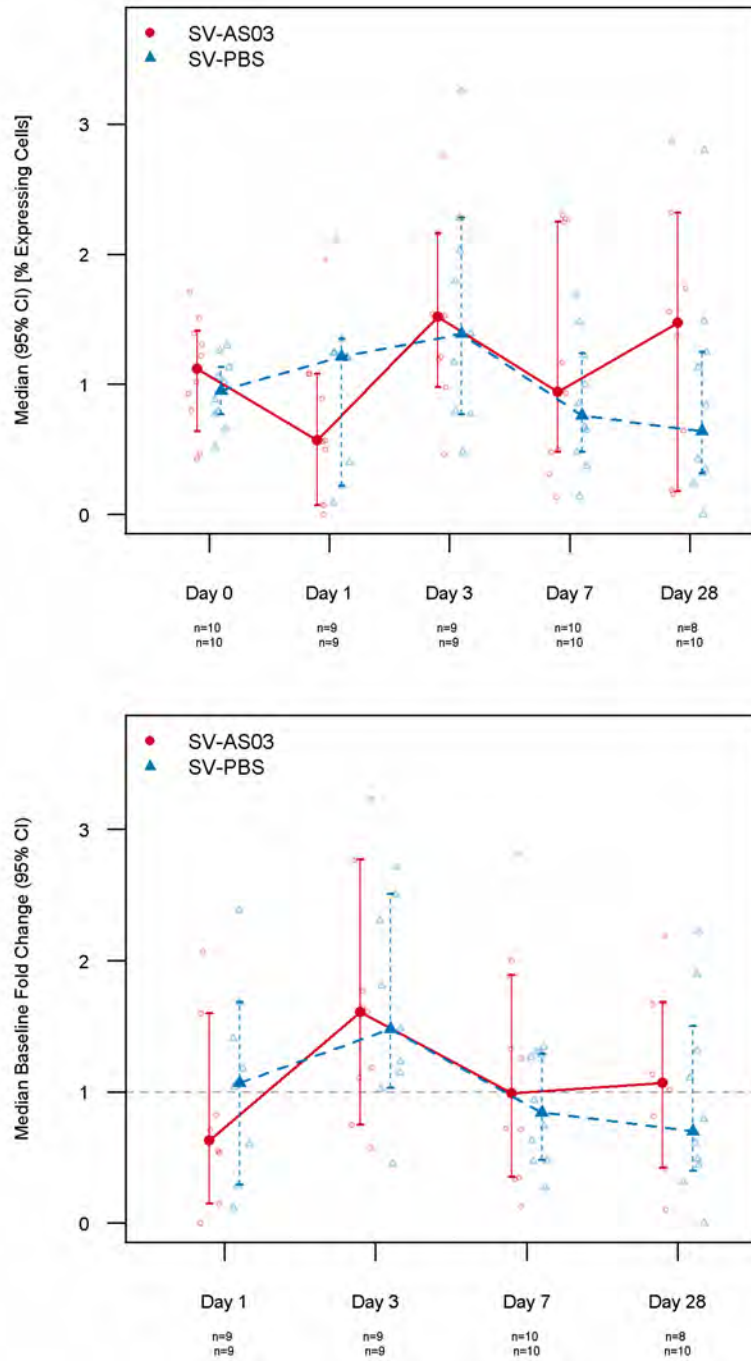 Median (95% CI) [% Expressing Cells]
SV-AS03
SV-PBS
3
2
1
0
Day 0 Day 1 Day 3 Day 7 Day 28
n=10 n=9 n=9 n=10 n=8
n=10 n=9 n=9 n=10 n=10
Median Baseline Fold Change (95% CI)
SV-AS03
SV-PBS
3
2
1
0
Day 1 Day 3 Day 7 Day 28
n=9 n=9 n=10 n=8
n=9 n=9 n=10 n=10